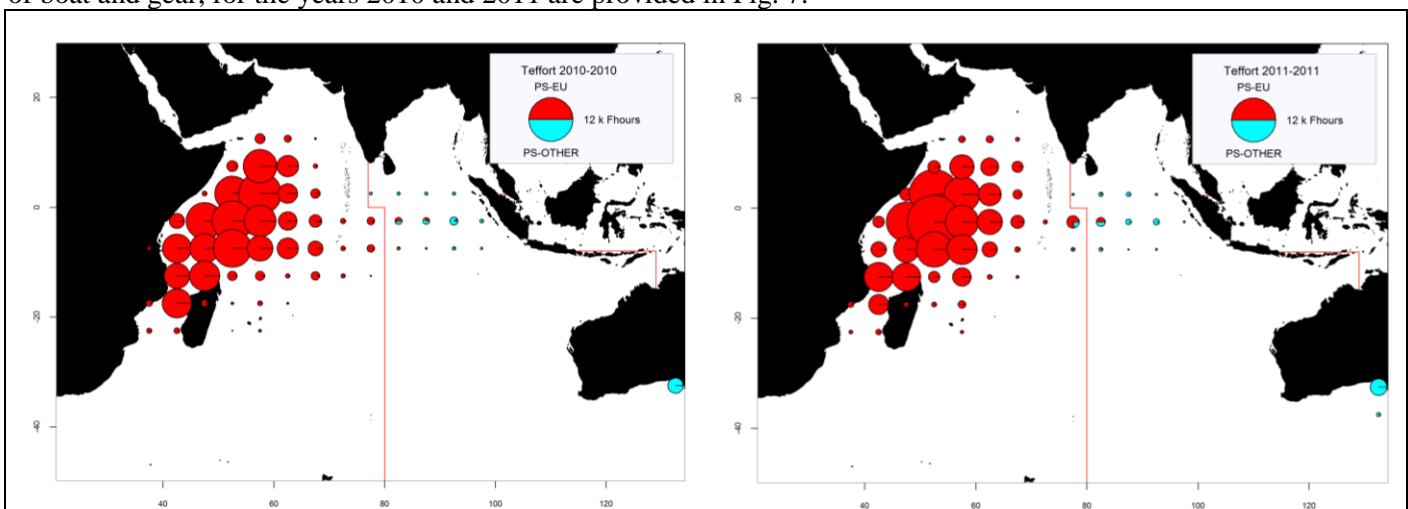 of boat and gear, for the years 2010 and 2011 are provided in Fig. 7.
Teffort 2010-2010
PS-EU
12 k Fhours
PS-OTHER
20
0
-20
-40
40
60
80
100
120
Teffort 2011-2011
PS-EU
12 k Fhours
PS-OTHER
20
0
-20
-40
40
60
80
100
120